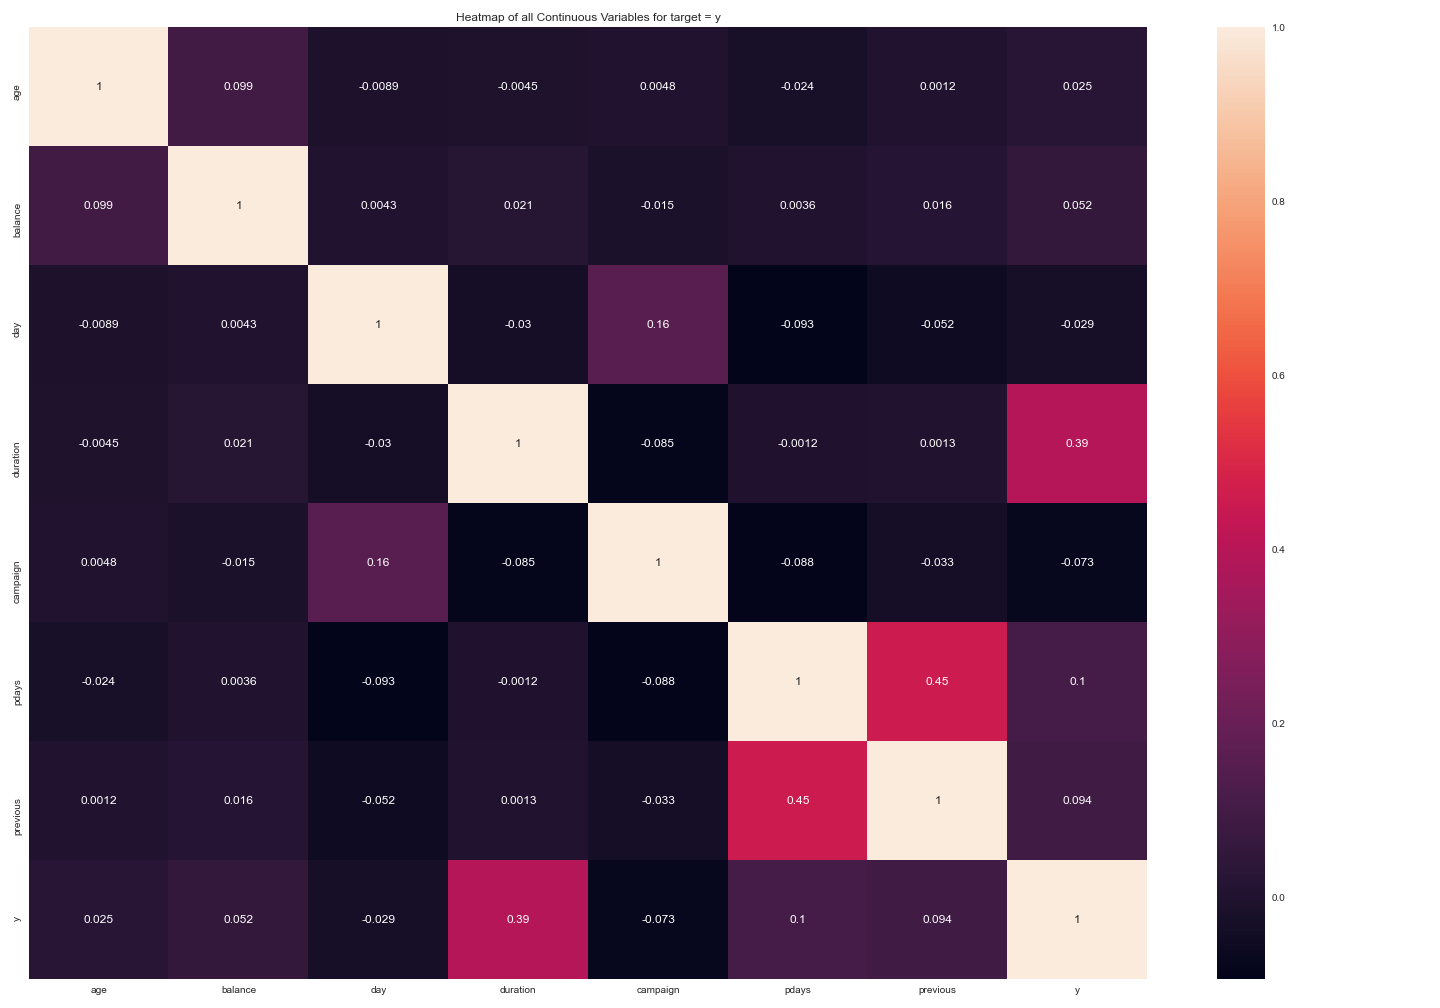 Heatmap of all Continuous Variables for target = y
age 1 0.099 -0.0089 -0.0045 0.0048 -0.024 0.0012 0.025
balance 0.099 1 0.0043 0.021 -0.015 0.0036 0.016 0.052
day -0.0089 0.0043 1 -0.03 0.16 -0.093 -0.052 -0.029
duration -0.0045 0.021 -0.03 1 -0.085 -0.0012 0.0013 0.39
campaign 0.0048 -0.015 0.16 -0.085 1 -0.088 -0.033 -0.073
pdays -0.024 0.0036 -0.093 -0.0012 -0.088 1 0.45 0.1
previous 0.0012 0.016 -0.052 0.0013 -0.033 0.45 1 0.094
y 0.025 0.052 -0.029 0.39 -0.073 0.1 0.094 1
age balance day duration campaign pdays previous y
1.0
0.8
0.6
0.4
0.2
0.0